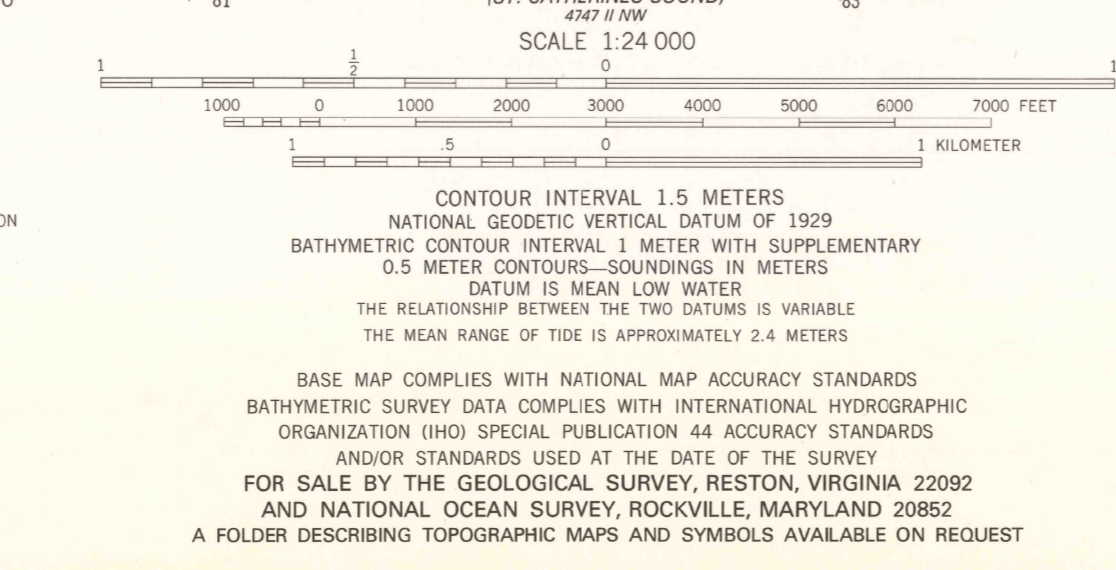 81 (ST. CATHERINES SOUND) 83
4747 II NW
SCALE 1:24 000
1 1/2 0 1
1000 0 1000 2000 3000 4000 5000 6000 7000 FEET
1 .5 0 1 KILOMETER
CONTOUR INTERVAL 1.5 METERS
NATIONAL GEODETIC VERTICAL DATUM OF 1929
BATHYMETRIC CONTOUR INTERVAL 1 METER WITH SUPPLEMENTARY
0.5 METER CONTOURS—SOUNDINGS IN METERS
DATUM IS MEAN LOW WATER
THE RELATIONSHIP BETWEEN THE TWO DATUMS IS VARIABLE
THE MEAN RANGE OF TIDE IS APPROXIMATELY 2.4 METERS
BASE MAP COMPLIES WITH NATIONAL MAP ACCURACY STANDARDS
BATHYMETRIC SURVEY DATA COMPLIES WITH INTERNATIONAL HYDROGRAPHIC
ORGANIZATION (IHO) SPECIAL PUBLICATION 44 ACCURACY STANDARDS
AND/OR STANDARDS USED AT THE DATE OF THE SURVEY
FOR SALE BY THE GEOLOGICAL SURVEY, RESTON, VIRGINIA 22092
AND NATIONAL OCEAN SURVEY, ROCKVILLE, MARYLAND 20852
A FOLDER DESCRIBING TOPOGRAPHIC MAPS AND SYMBOLS AVAILABLE ON REQUEST